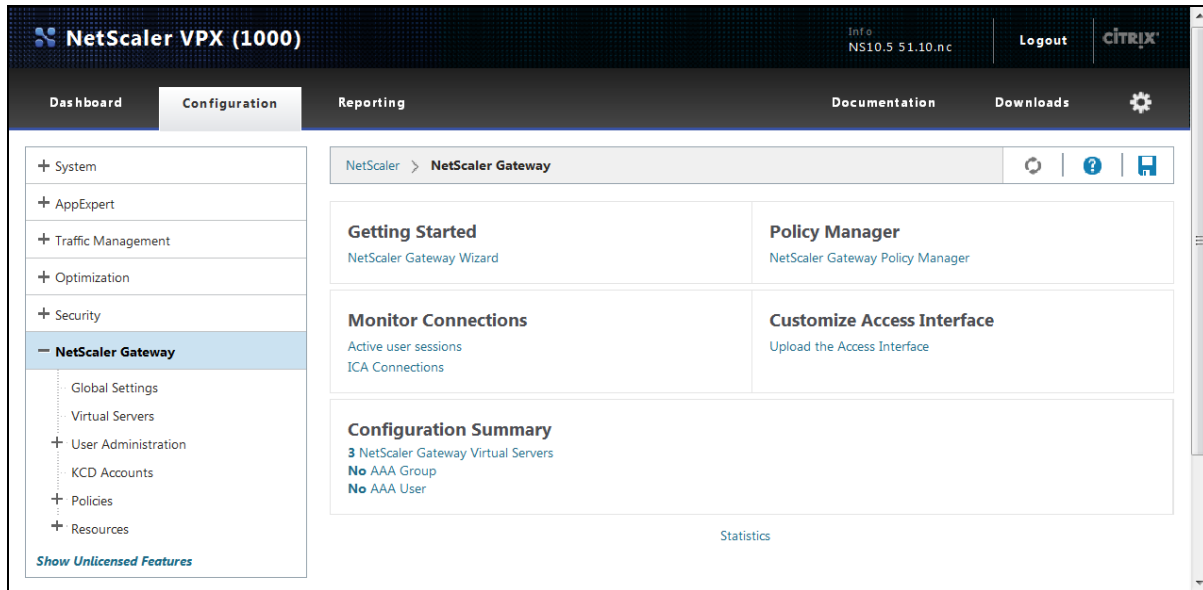 NetScaler VPX (1000)
Info
NS10.5 51.10.nc
Logout
CITRIX
Dashboard
Configuration
Reporting
Documentation
Downloads
+ System
+ AppExpert
+ Traffic Management
+ Optimization
+ Security
− NetScaler Gateway
Global Settings
Virtual Servers
+ User Administration
KCD Accounts
+ Policies
+ Resources
Show Unlicensed Features
NetScaler > NetScaler Gateway
?
Getting Started
NetScaler Gateway Wizard
Policy Manager
NetScaler Gateway Policy Manager
Monitor Connections
Active user sessions
ICA Connections
Customize Access Interface
Upload the Access Interface
Configuration Summary
3 NetScaler Gateway Virtual Servers
No AAA Group
No AAA User
Statistics